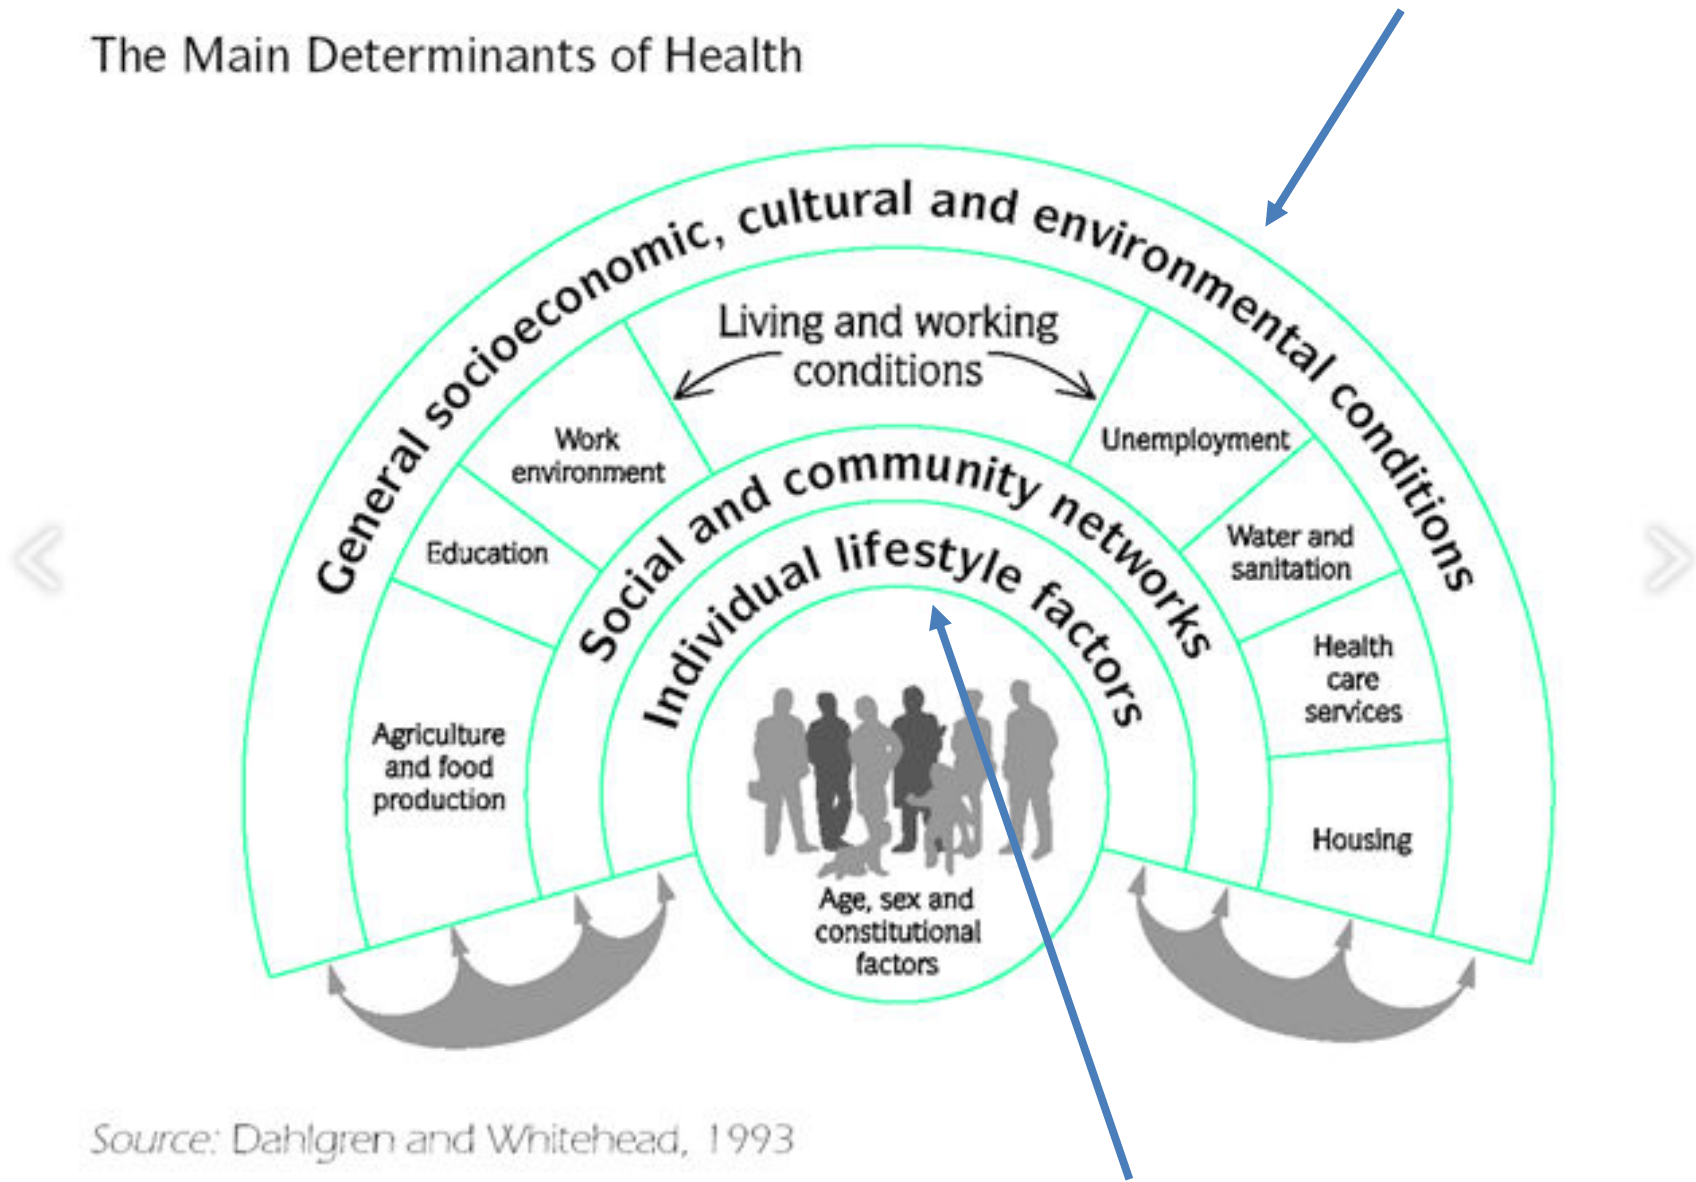 The Main Determinants of Health
General socioeconomic, cultural and environmental conditions
Living and working
conditions
Work
environment
Unemployment
Education
Water and
sanitation
Social and community networks
Individual lifestyle factors
Health
care
services
Agriculture
and food
production
Housing
Age, sex and
constitutional
factors
Source: Dahlgren and Whitehead, 1993